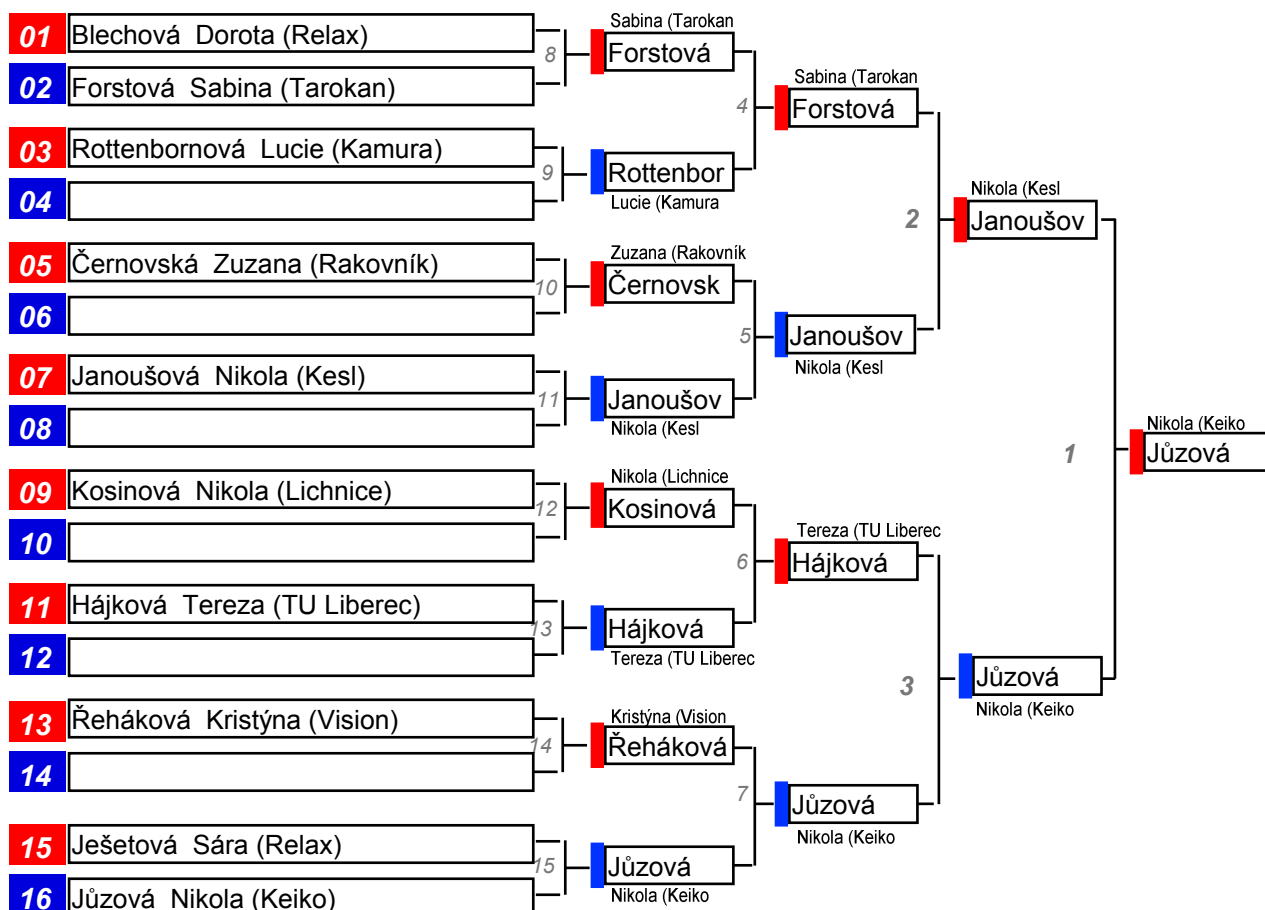 01 Blechová Dorota (Relax)
02 Forstová Sabina (Tarokan)
03 Rottenbornová Lucie (Kamura)
04
05 Černovská Zuzana (Rakovník)
06
07 Janoušová Nikola (Kesl)
08
09 Kosinová Nikola (Lichnice)
10
11 Hájková Tereza (TU Liberec)
12
13 Řeháková Kristýna (Vision)
14
15 Ješetová Sára (Relax)
16 Jůzová Nikola (Keiko)
8
9
10
11
12
13
14
15
Sabina (Tarokan
Forstová
Rottenbor
Lucie (Kamura
Zuzana (Rakovník
Černovsk
Janoušov
Nikola (Kesl
Nikola (Lichnice
Kosinová
Hájková
Tereza (TU Liberec
Kristýna (Vision
Řeháková
Jůzová
Nikola (Keiko
4
5
6
7
Sabina (Tarokan
Forstová
Janoušov
Nikola (Kesl
Tereza (TU Liberec
Hájková
Jůzová
Nikola (Keiko
2
3
Nikola (Kesl
Janoušov
Jůzová
Nikola (Keiko
1
Nikola (Keiko
Jůzová